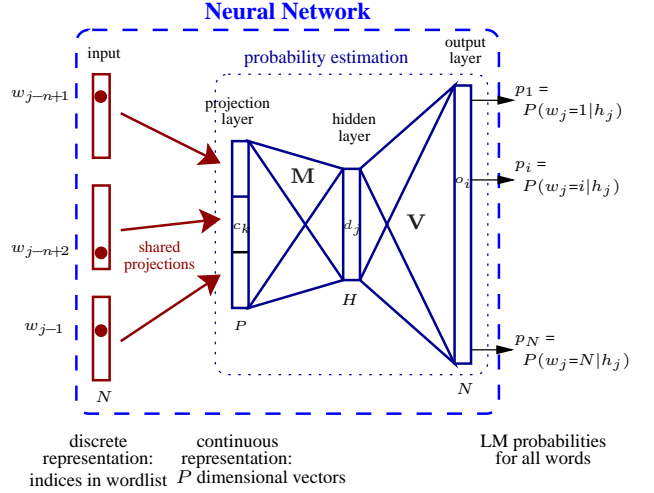 Neural Network
input
output
layer
probability estimation
w_{j−n+1}
projection
layer
hidden
layer
p_1 =
P(w_j=1|h_j)
M
p_i =
P(w_j=i|h_j)
o_i
c_k
d_j
V
w_{j−n+2}
shared
projections
w_{j−1}
H
P
p_N =
P(w_j=N|h_j)
N
N
discrete
representation:
indices in wordlist
continuous
representation:
P dimensional vectors
LM probabilities
for all words